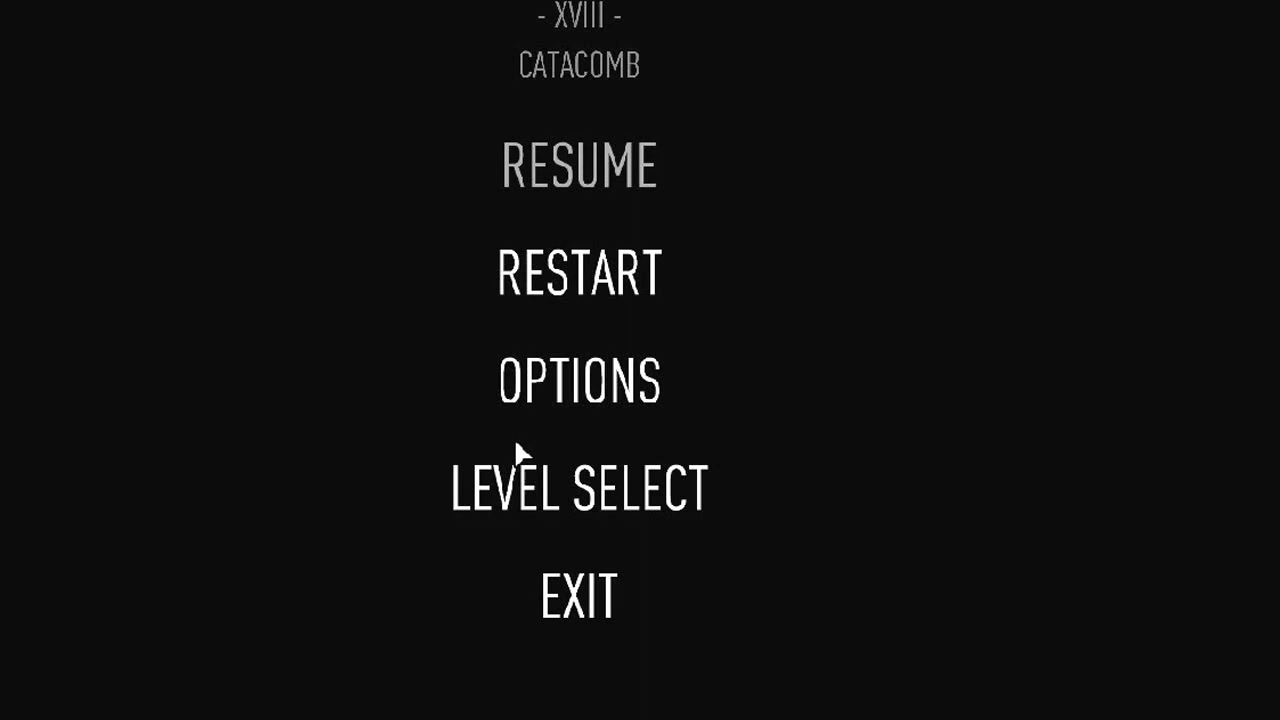 - XVIII -
CATACOMB
RESUME
RESTART
OPTIONS
LEVEL SELECT
EXIT